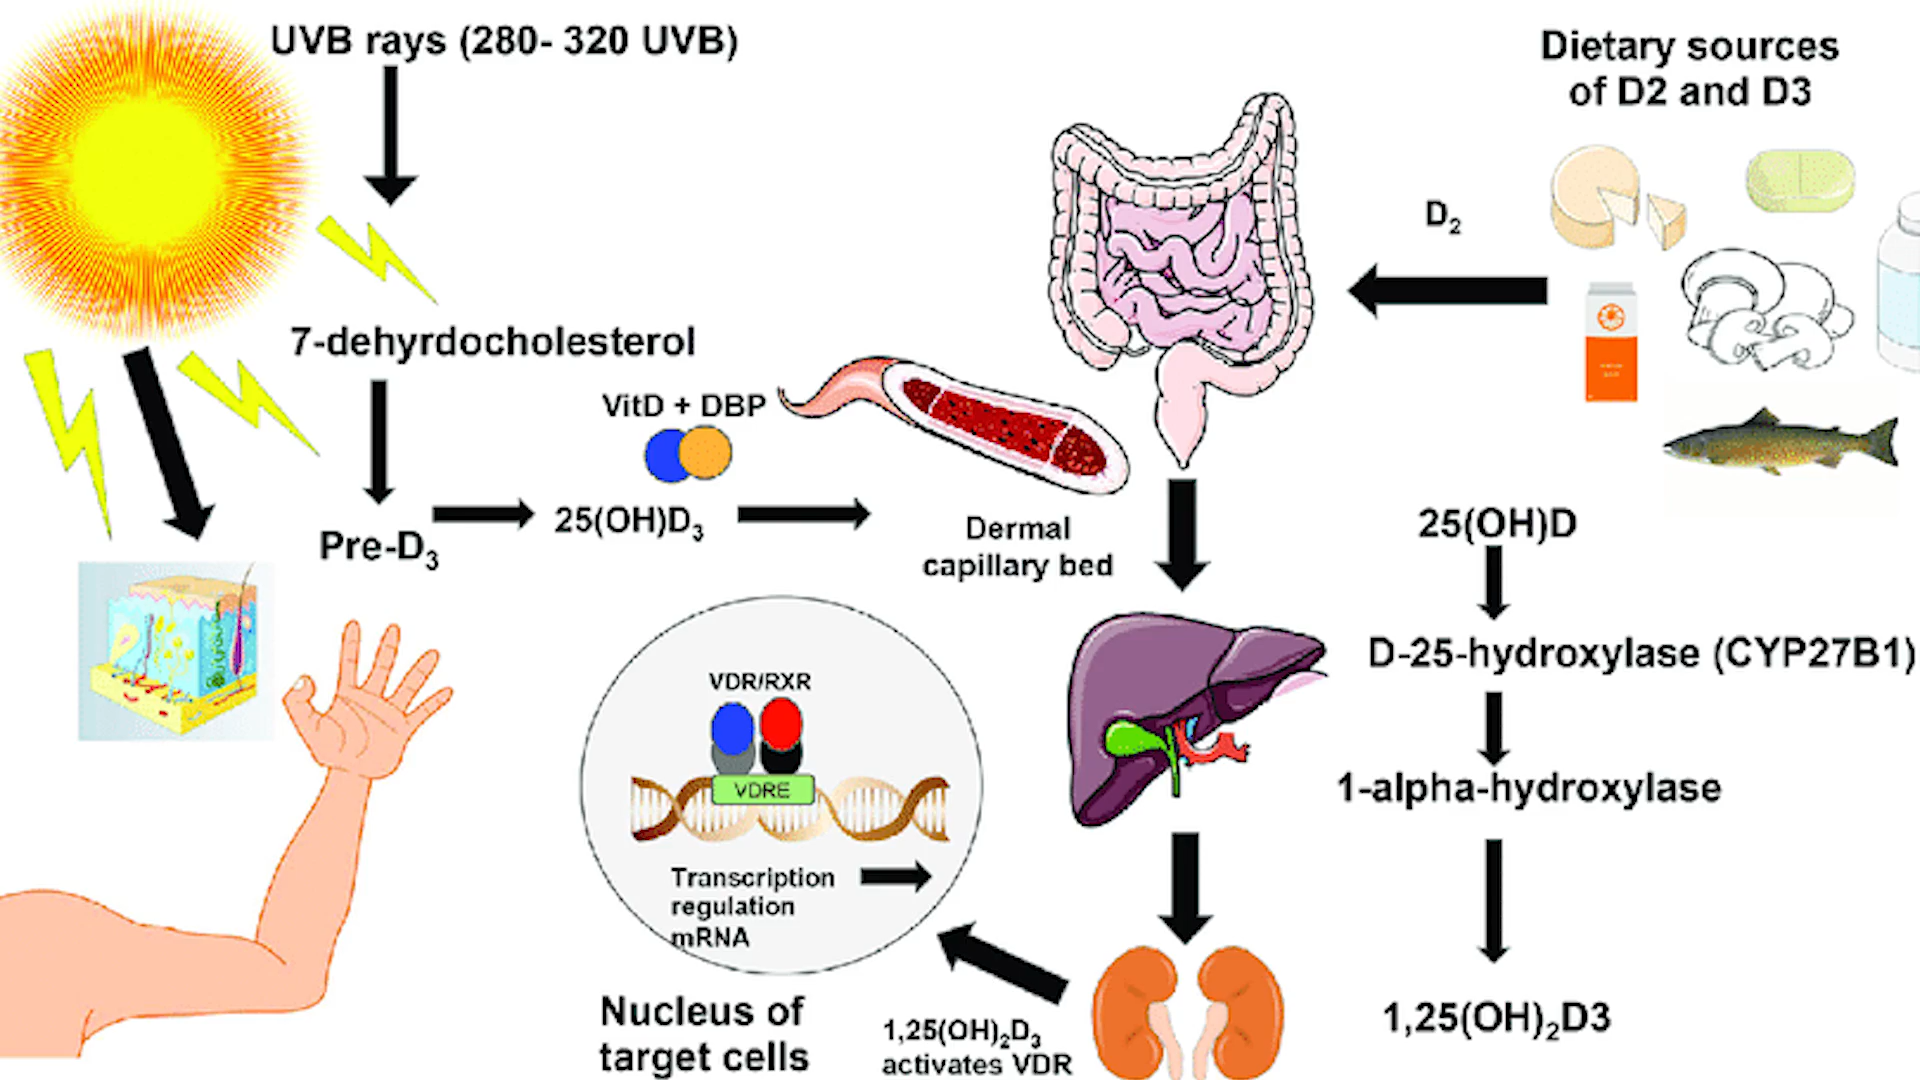 UVB rays (280- 320 UVB)
7-dehyrdocholesterol
VitD + DBP
Pre-D₃
25(OH)D₃
Dermal
capillary bed
Dietary sources
of D2 and D3
D₂
25(OH)D
D-25-hydroxylase (CYP27B1)
1-alpha-hydroxylase
1,25(OH)₂D3
VDR/RXR
VDRE
Transcription
regulation
mRNA
Nucleus of
target cells
1,25(OH)₂D₃
activates VDR